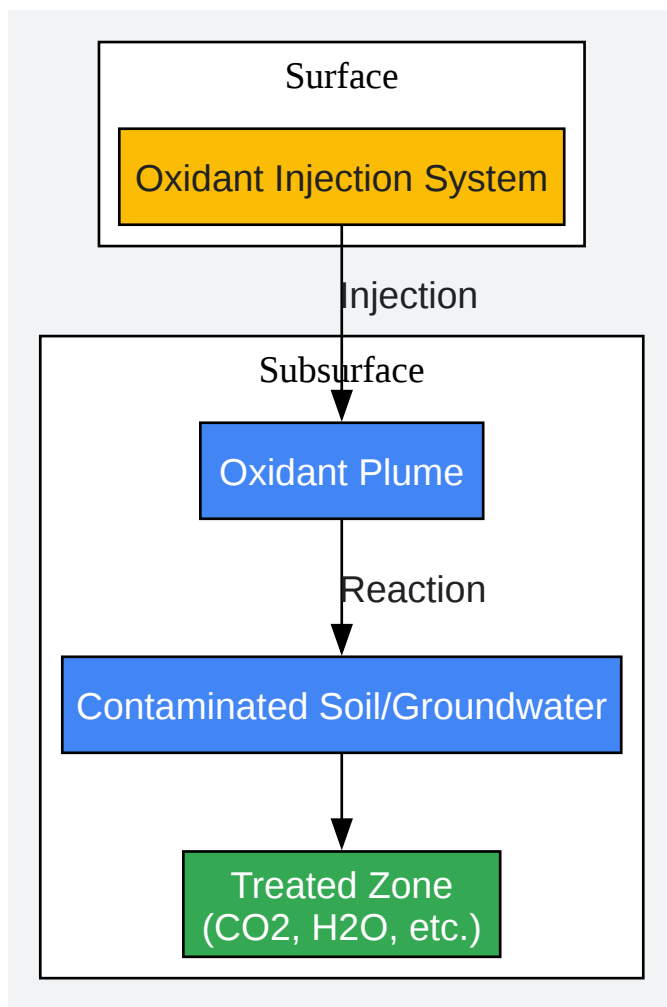 Surface
Oxidant Injection System
Injection
Subsurface
Oxidant Plume
Reaction
Contaminated Soil/Groundwater
Treated Zone
(CO2, H2O, etc.)